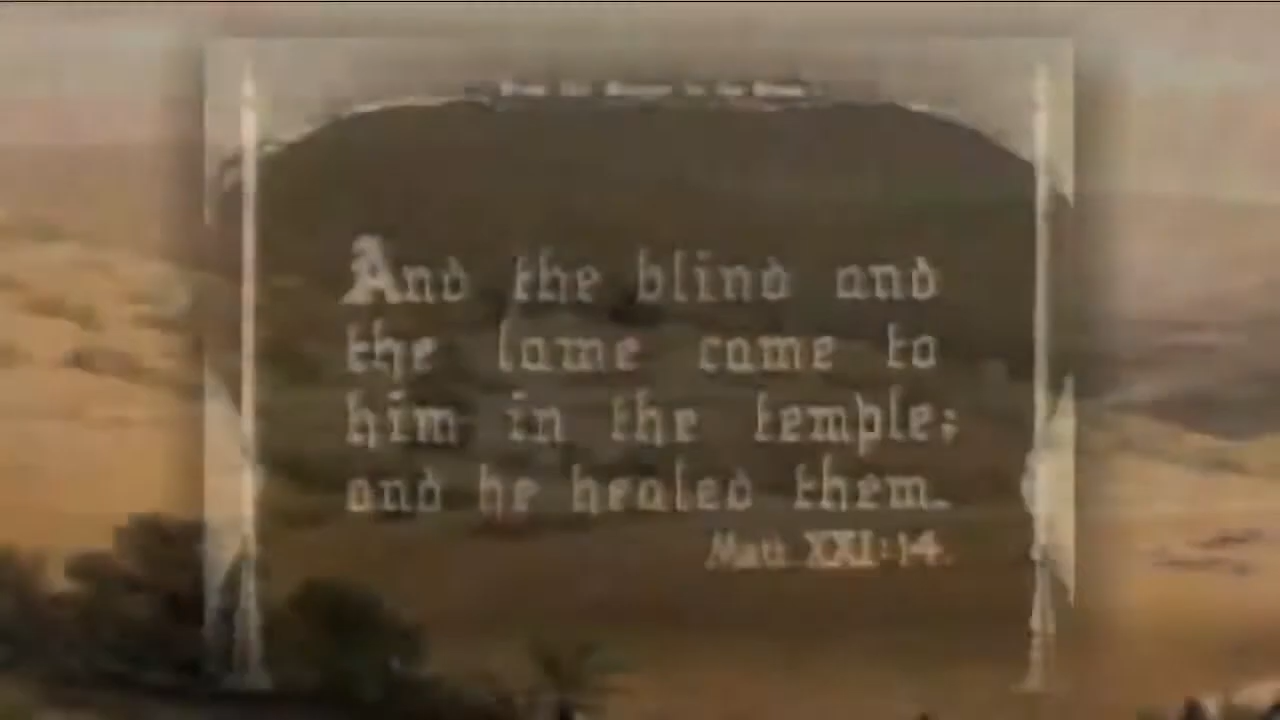 And the blind and
the lame came to
him in the temple;
and he healed them.
Matt. XXI:14.